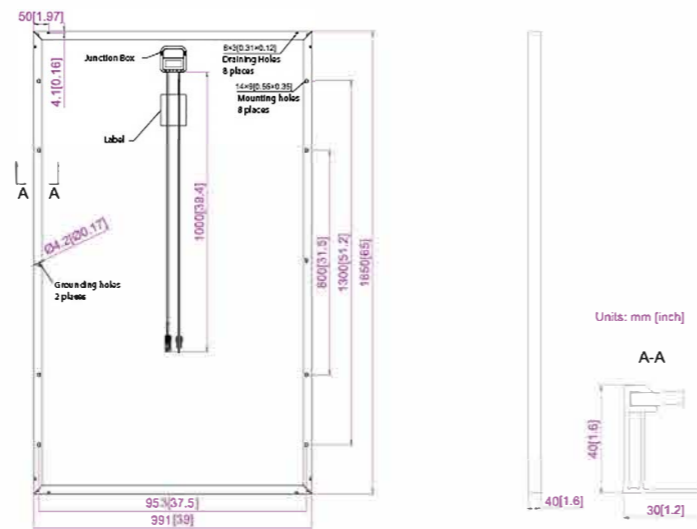 50[1.97]
4.1[0.16]
Junction Box
8×3[0.31×0.12]
Draining Holes
8 places
14×9[0.55×0.35]
Mounting holes
8 places
Label
A A
Ø4.2[Ø0.17]
Grounding holes
2 places
1000[39.4]
800[31.5]
1300[51.2]
1650[65]
[37.5]
391[39]
40[1.6]
Units: mm [inch]
A-A
40[1.6]
30[1.2]